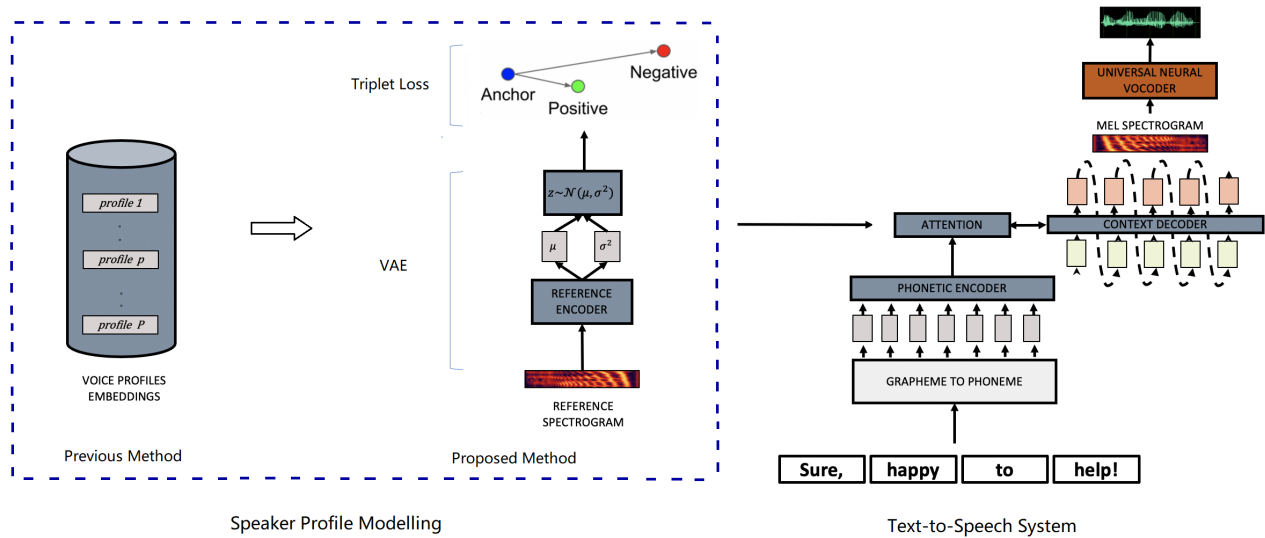 Triplet Loss
Anchor
Positive
Negative
profile 1
profile p
profile P
VOICE PROFILES
EMBEDDINGS
Previous Method
VAE
z~𝒩(μ, σ²)
μ
σ²
REFERENCE
ENCODER
REFERENCE
SPECTROGRAM
Proposed Method
Speaker Profile Modelling
UNIVERSAL NEURAL
VOCODER
MEL SPECTROGRAM
ATTENTION
CONTEXT DECODER
PHONETIC ENCODER
GRAPHEME TO PHONEME
Sure, happy to help!
Text-to-Speech System